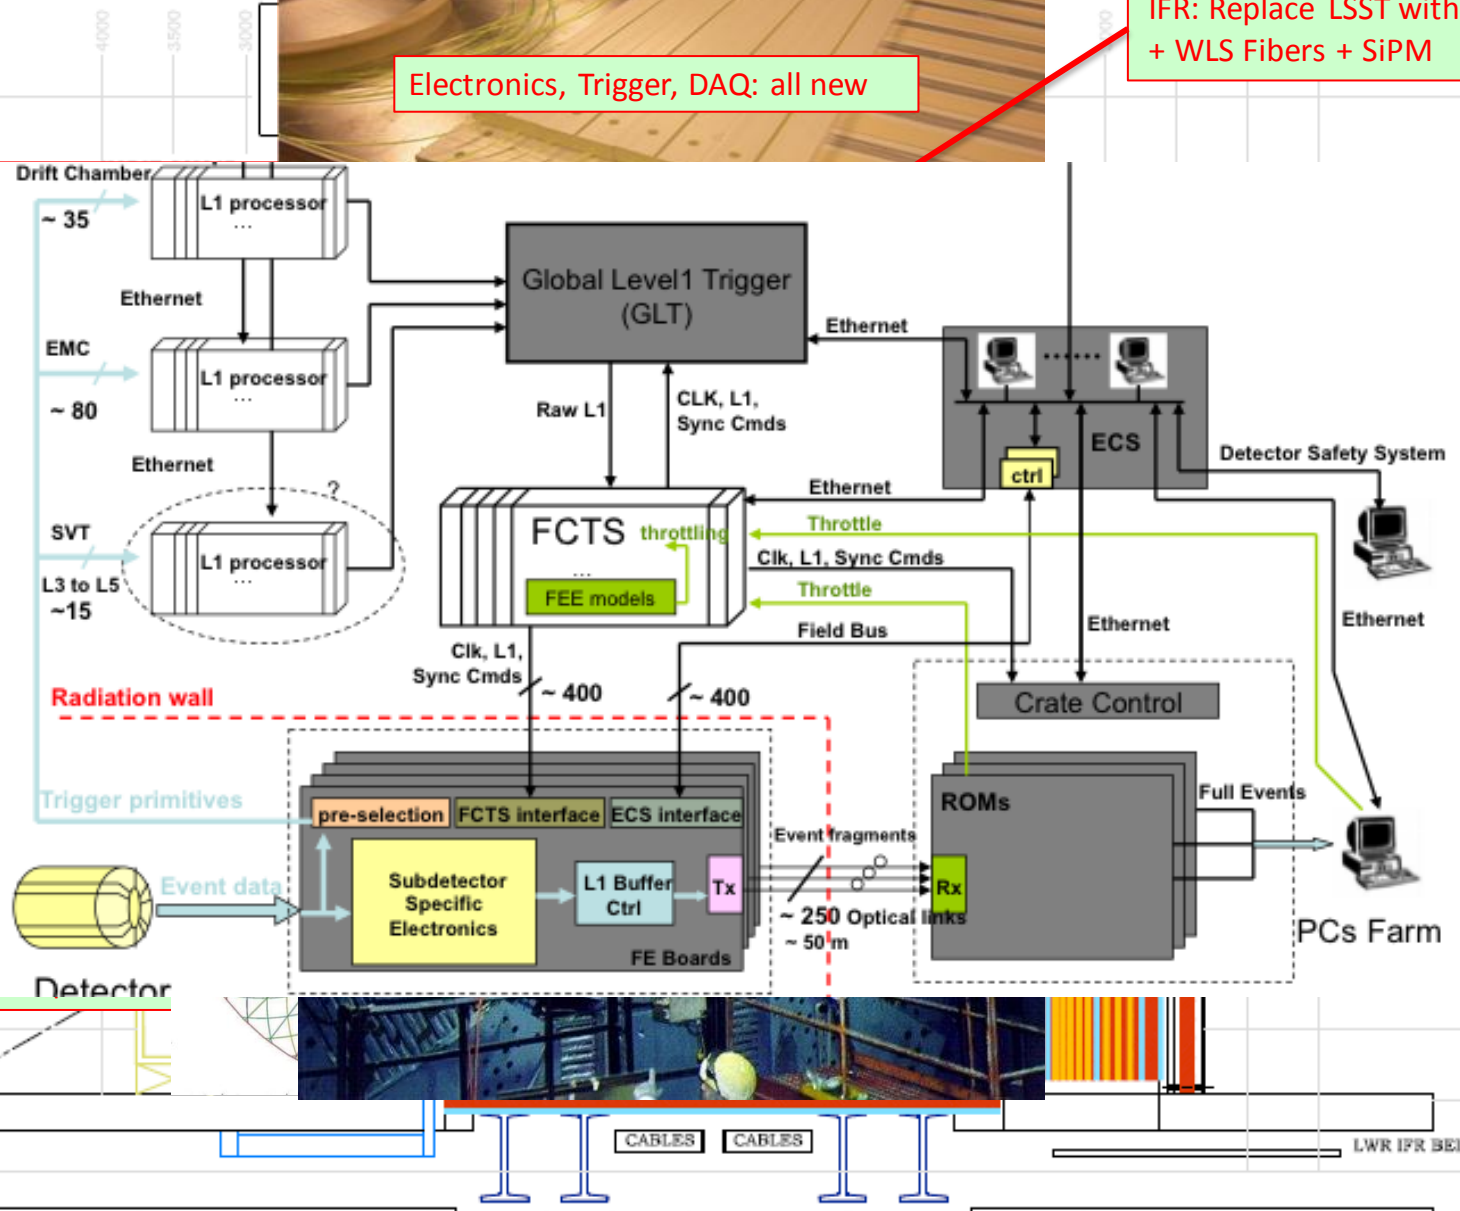 4000
3500
3000
IFR: Replace LSST with
+ WLS Fibers + SiPM
Electronics, Trigger, DAQ: all new
Drift Chamber
~ 35
L1 processor
...
Ethernet
EMC
~ 80
L1 processor
...
Ethernet
SVT
L3 to L5
~15
?
L1 processor
...
Global Level1 Trigger
(GLT)
Ethernet
Raw L1
CLK, L1,
Sync Cmds
ECS
ctrl
Detector Safety System
Ethernet
FCTS
throttling
...
FEE models
Throttle
Clk, L1, Sync Cmds
Throttle
Field Bus
Ethernet
Ethernet
Clk, L1,
Sync Cmds
~ 400
~ 400
Radiation wall
Crate Control
Trigger primitives
pre-selection
FCTS interface
ECS interface
ROMs
Full Events
Event fragments
Event data
Subdetector
Specific
Electronics
L1 Buffer
Ctrl
Tx
Rx
~ 250 Optical links
~ 50 m
FE Boards
PCs Farm
Detector
CABLES
CABLES
LWR IFR